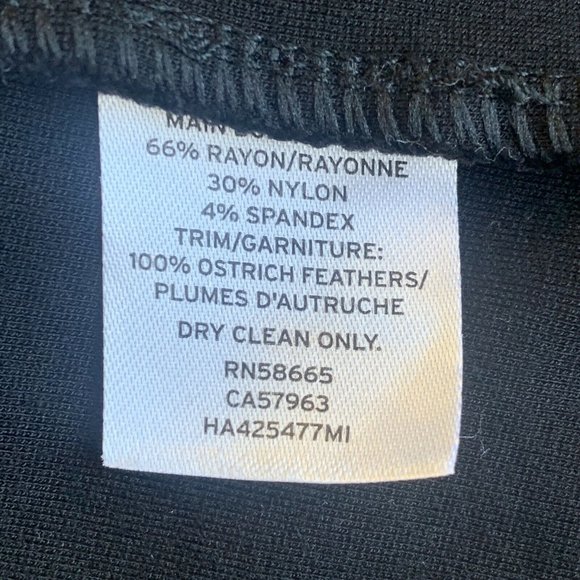 MAIN
66% RAYON/RAYONNE
30% NYLON
4% SPANDEX
TRIM/GARNITURE:
100% OSTRICH FEATHERS/
PLUMES D'AUTRUCHE
DRY CLEAN ONLY.
RN58665
CA57963
HA425477MI